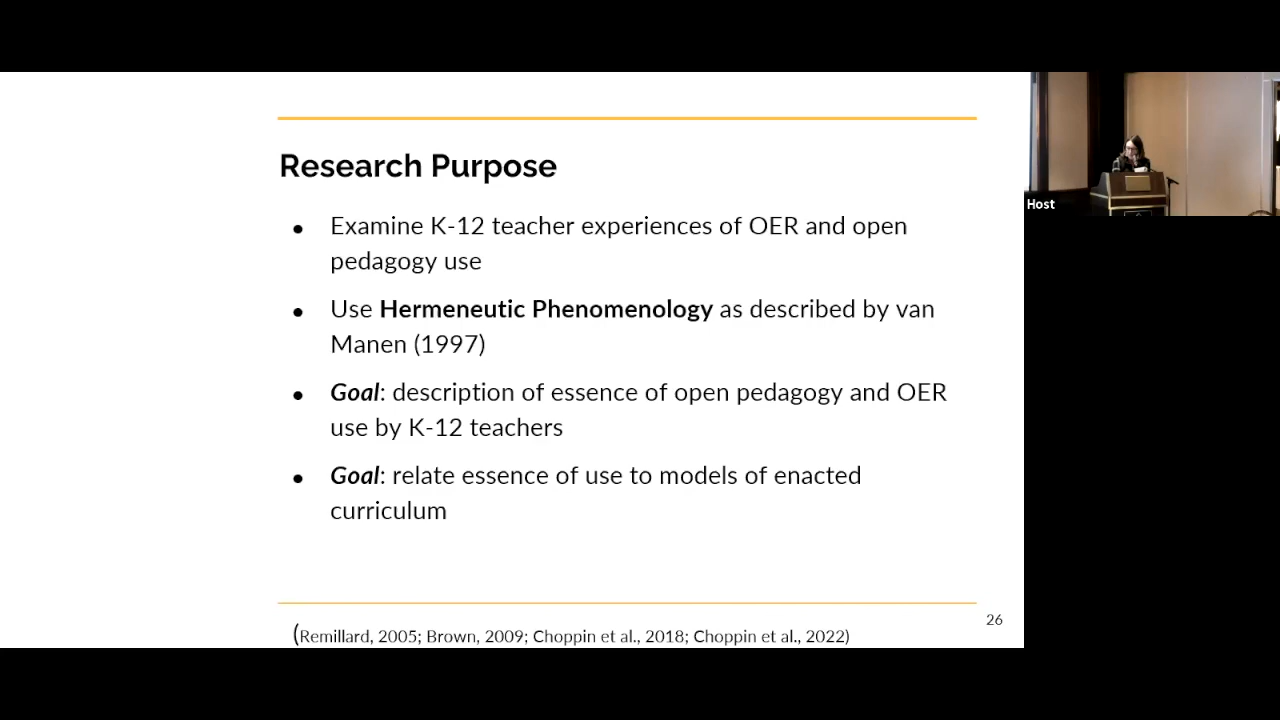 Research Purpose
● Examine K-12 teacher experiences of OER and open
pedagogy use
● Use Hermeneutic Phenomenology as described by van
Manen (1997)
● Goal: description of essence of open pedagogy and OER
use by K-12 teachers
● Goal: relate essence of use to models of enacted
curriculum
26
(Remillard, 2005; Brown, 2009; Choppin et al., 2018; Choppin et al., 2022)
Host